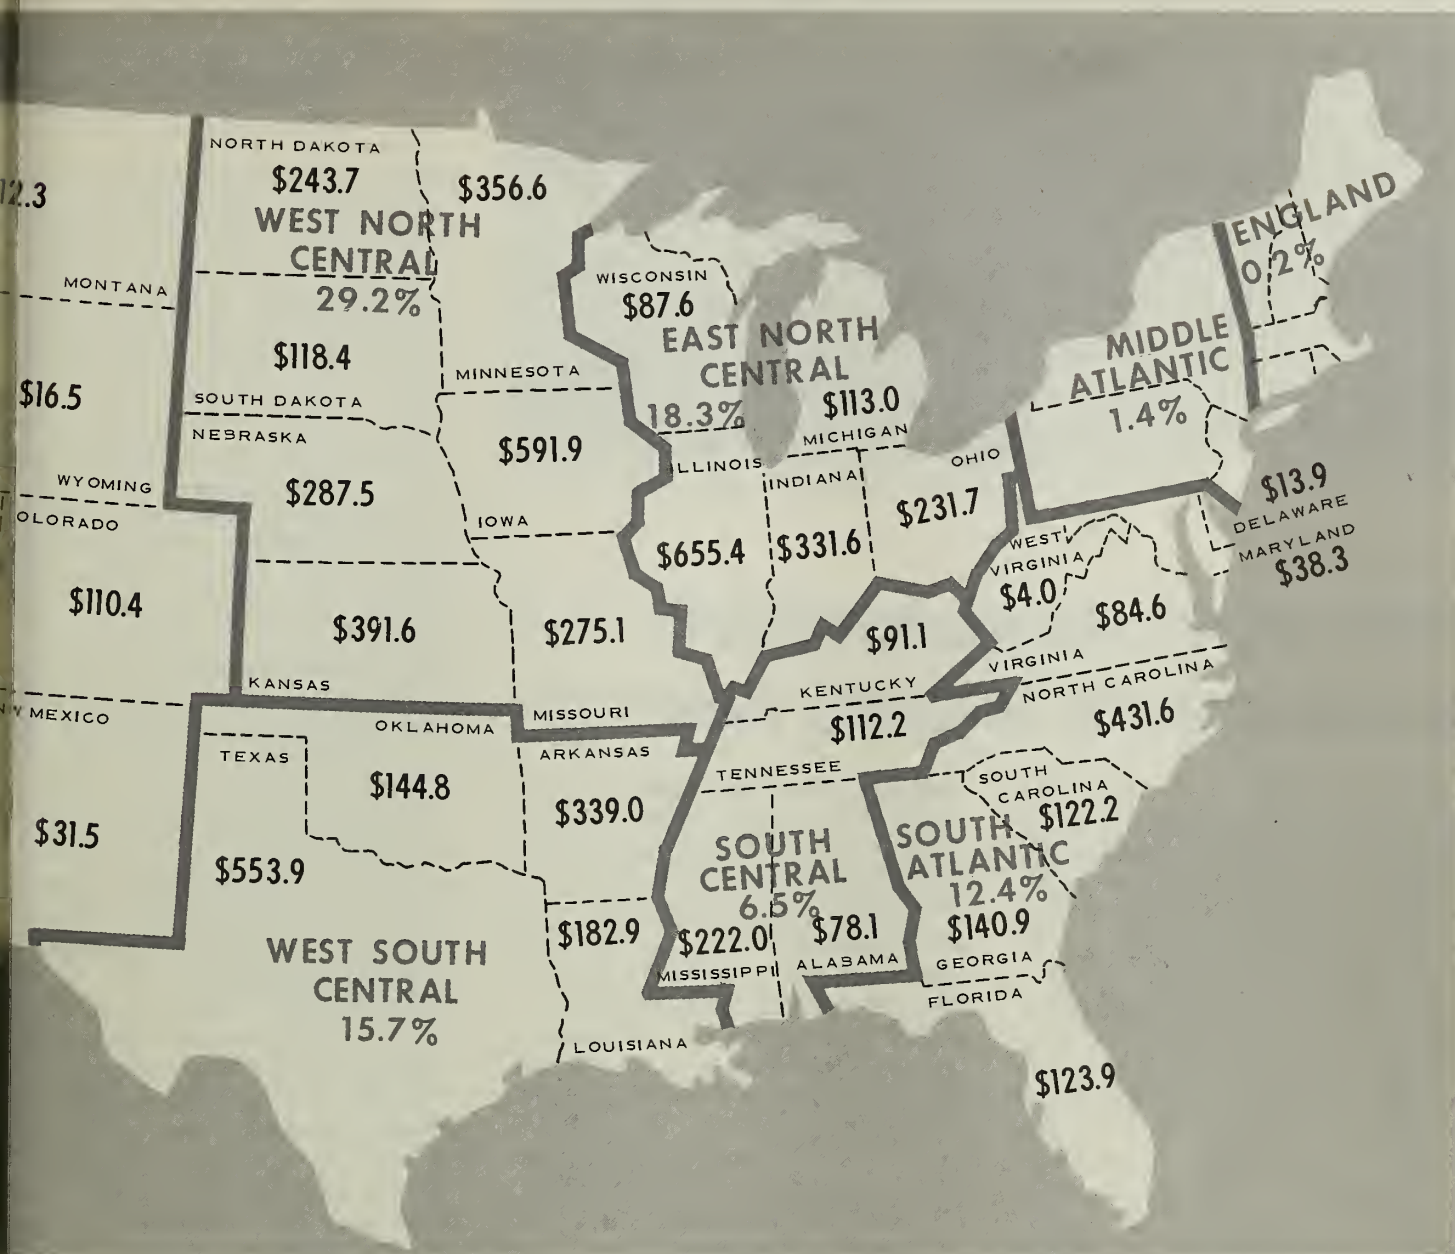 12.3
MONTANA
$16.5
WYOMING
OLORADO
$110.4
W MEXICO
$31.5
NORTH DAKOTA
$243.7
$356.6
WEST NORTH
CENTRAL
29.2%
$118.4
SOUTH DAKOTA
MINNESOTA
NEBRASKA
$287.5
$591.9
IOWA
$391.6
KANSAS
$275.1
MISSOURI
OKLAHOMA
TEXAS
$144.8
ARKANSAS
$339.0
$553.9
$182.9
WEST SOUTH
CENTRAL
15.7%
LOUISIANA
WISCONSIN
$87.6
EAST NORTH
CENTRAL
18.3%
$113.0
MICHIGAN
ILLINOIS
INDIANA
OHIO
$655.4
$331.6
$231.7
$91.1
KENTUCKY
$112.2
TENNESSEE
SOUTH
CENTRAL
6.5%
$222.0
$78.1
MISSISSIPPI
ALABAMA
ENGLAND
0.2%
MIDDLE
ATLANTIC
1.4%
$13.9
DELAWARE
MARYLAND
$38.3
WEST
VIRGINIA
$4.0
$84.6
VIRGINIA
NORTH CAROLINA
$431.6
SOUTH
CAROLINA
$122.2
SOUTH
ATLANTIC
12.4%
$140.9
GEORGIA
FLORIDA
$123.9